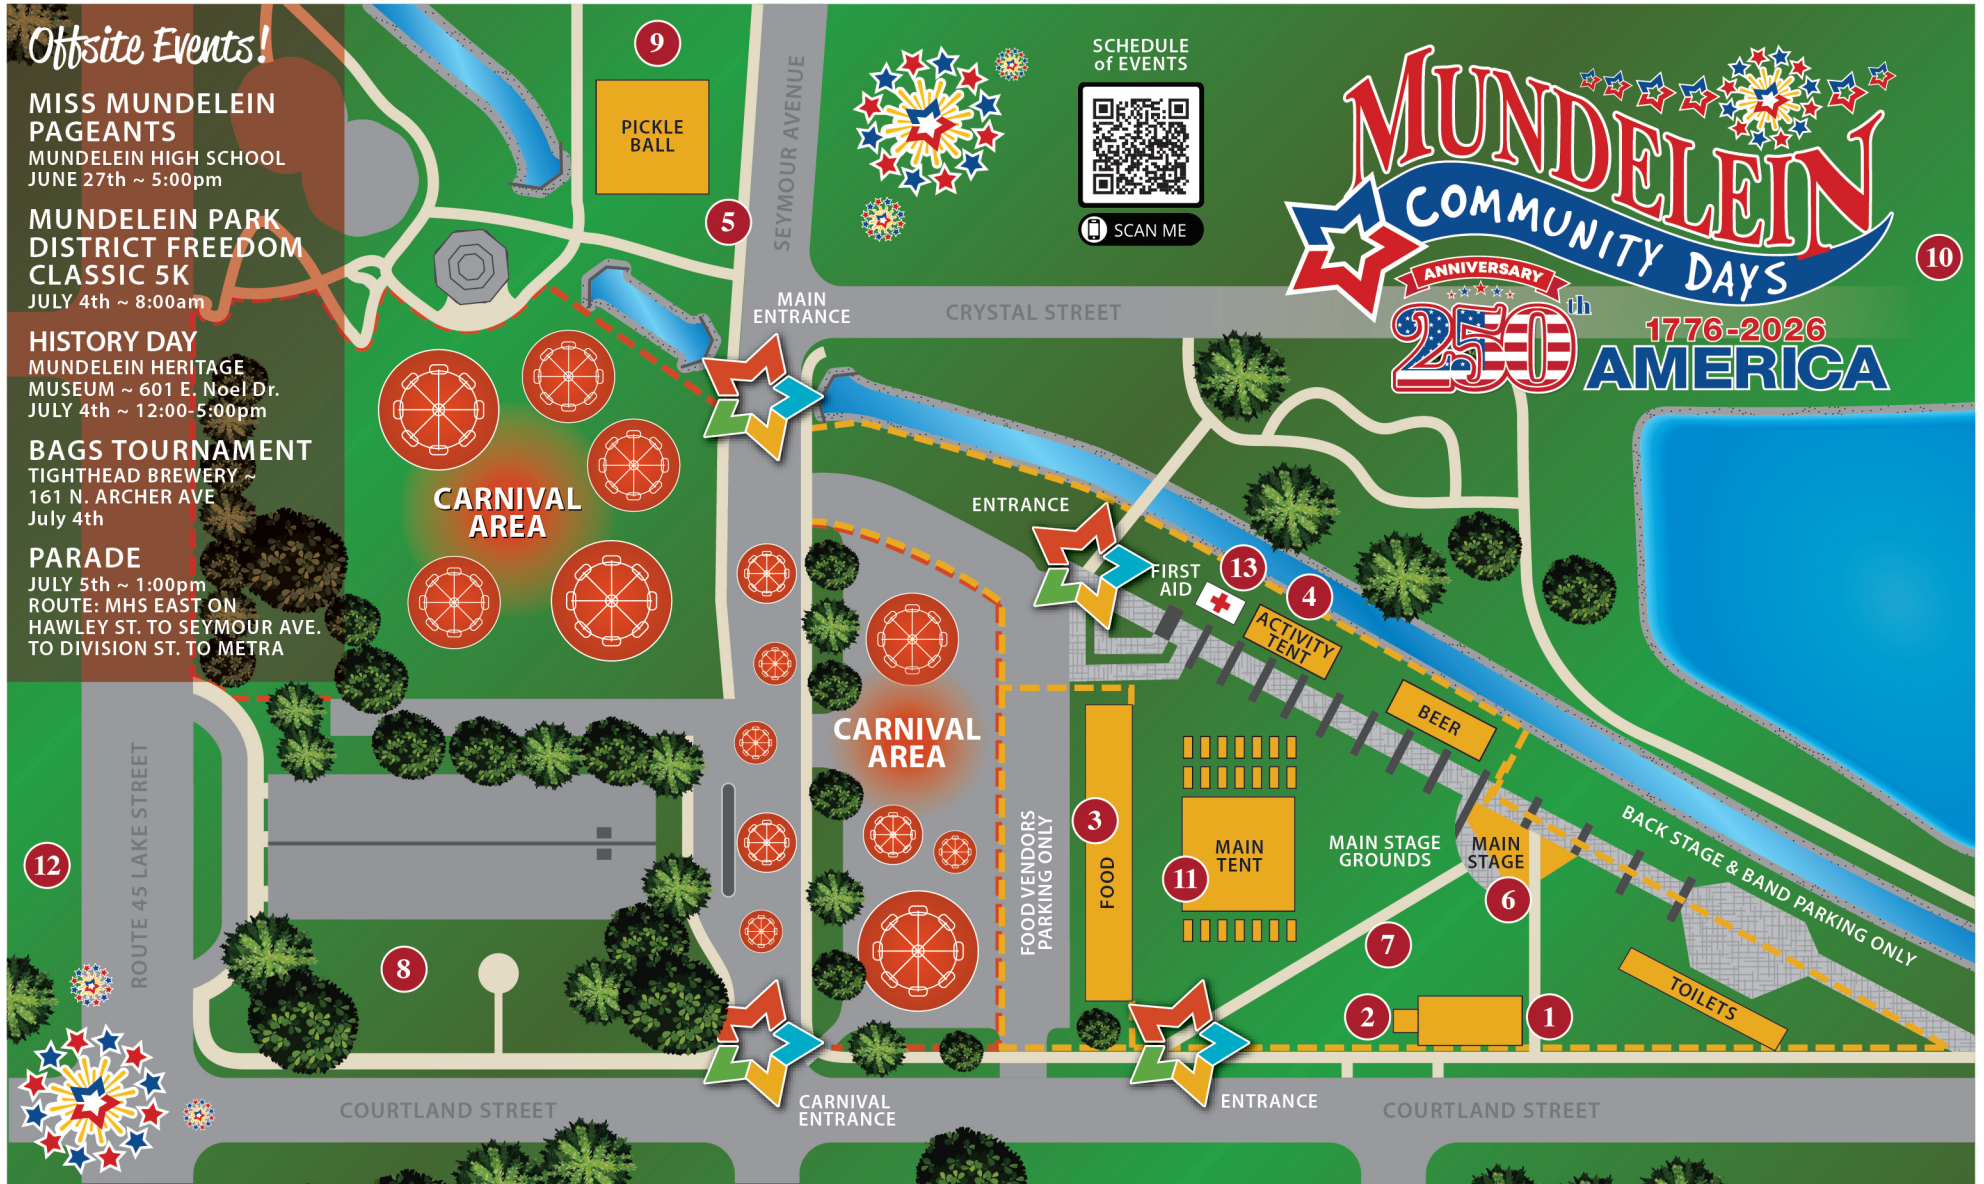 Offsite Events!
MISS MUNDELEIN
PAGEANTS
MUNDELEIN HIGH SCHOOL
JUNE 27th ~ 5:00pm
MUNDELEIN PARK
DISTRICT FREEDOM
CLASSIC 5K
JULY 4th ~ 8:00am
HISTORY DAY
MUNDELEIN HERITAGE
MUSEUM ~ 601 E. Noel Dr.
JULY 4th ~ 12:00-5:00pm
BAGS TOURNAMENT
TIGHTHEAD BREWERY ~
161 N. ARCHER AVE
July 4th
PARADE
JULY 5th ~ 1:00pm
ROUTE: MHS EAST ON
HAWLEY ST. TO SEYMOUR AVE.
TO DIVISION ST. TO METRA
9
PICKLE
BALL
5
SEYMOUR AVENUE
SCHEDULE
of EVENTS
SCAN ME
MUNDELEIN
COMMUNITY DAYS
ANNIVERSARY
250th
1776-2026
AMERICA
10
MAIN
ENTRANCE
CRYSTAL STREET
CARNIVAL
AREA
ENTRANCE
FIRST
AID
13
4
ACTIVITY
TENT
BEER
CARNIVAL
AREA
ROUTE 45 LAKE STREET
12
8
FOOD VENDORS
PARKING ONLY
3
FOOD
MAIN
TENT
11
MAIN STAGE
GROUNDS
MAIN
STAGE
6
7
BACK STAGE & BAND PARKING ONLY
TOILETS
2
1
COURTLAND STREET
CARNIVAL
ENTRANCE
ENTRANCE
COURTLAND STREET